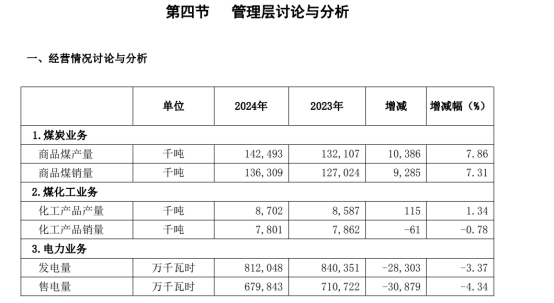 第四节 管理层讨论与分析
一、经营情况讨论与分析
单位 2024年 2023年 增减 增减幅（%）
1.煤炭业务
商品煤产量 千吨 142,493 132,107 10,386 7.86
商品煤销量 千吨 136,309 127,024 9,285 7.31
2.煤化工业务
化工产品产量 千吨 8,702 8,587 115 1.34
化工产品销量 千吨 7,801 7,862 -61 -0.78
3.电力业务
发电量 万千瓦时 812,048 840,351 -28,303 -3.37
售电量 万千瓦时 679,843 710,722 -30,879 -4.34